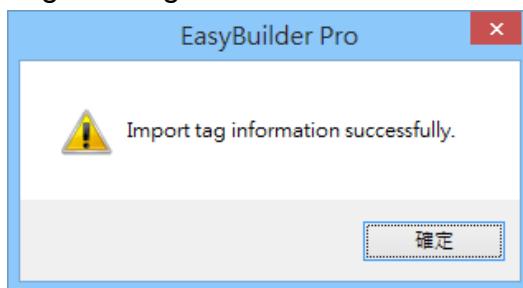 EasyBuilder Pro
Import tag information successfully.
確定